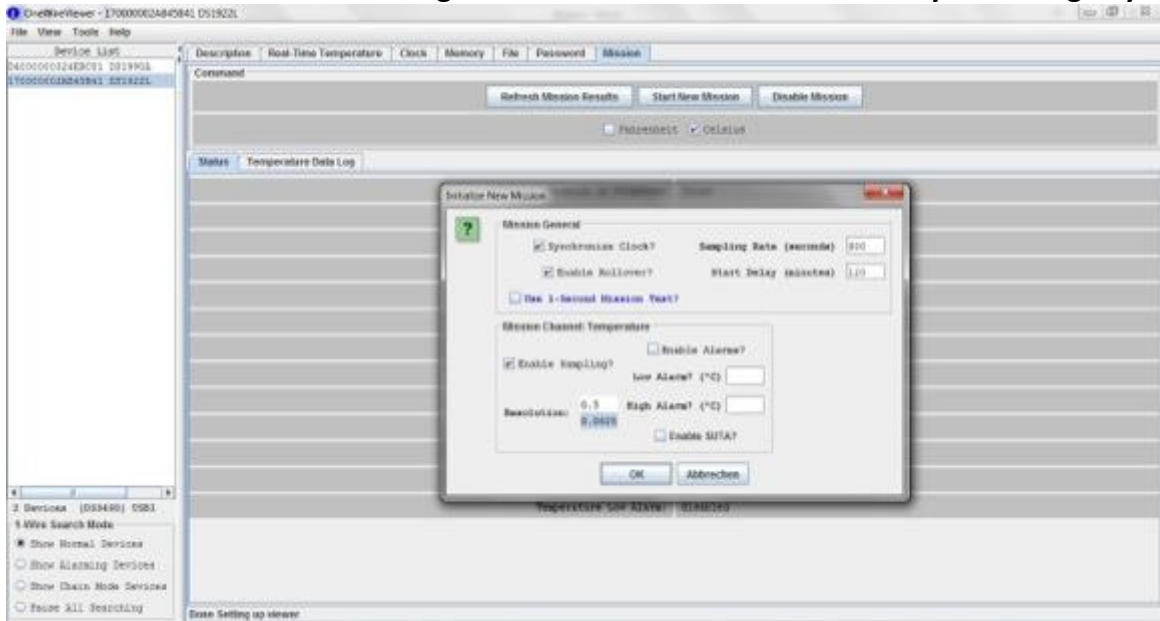 OneWireViewer - 170000002A845841 DS1922L
File View Tools Help
Device List
Description Real-Time Temperature Clock Memory File Password Mission
Command
Refresh Mission Results Start New Mission Disable Mission
Fahrenheit Celsius
Status Temperature Data Log
Initialize New Mission
Mission General
Synchronize Clock? Sampling Rate (seconds)
Enable Rollover? Start Delay (minutes)
Use 1-Second Mission Test?
Mission Channel: Temperature
Enable Alarms?
Enable Sampling?
Low Alarm? (°C)
Resolution: 0.5 High Alarm? (°C)
0.0625
Enable SUTA?
OK Abbrechen
Temperature Low Alarm: disabled
2 Devices (DS9490) USB1
1-Wire Search Mode
Show Normal Devices
Show Alarming Devices
Show Chain Mode Devices
Pause All Searching
Done Setting up viewer